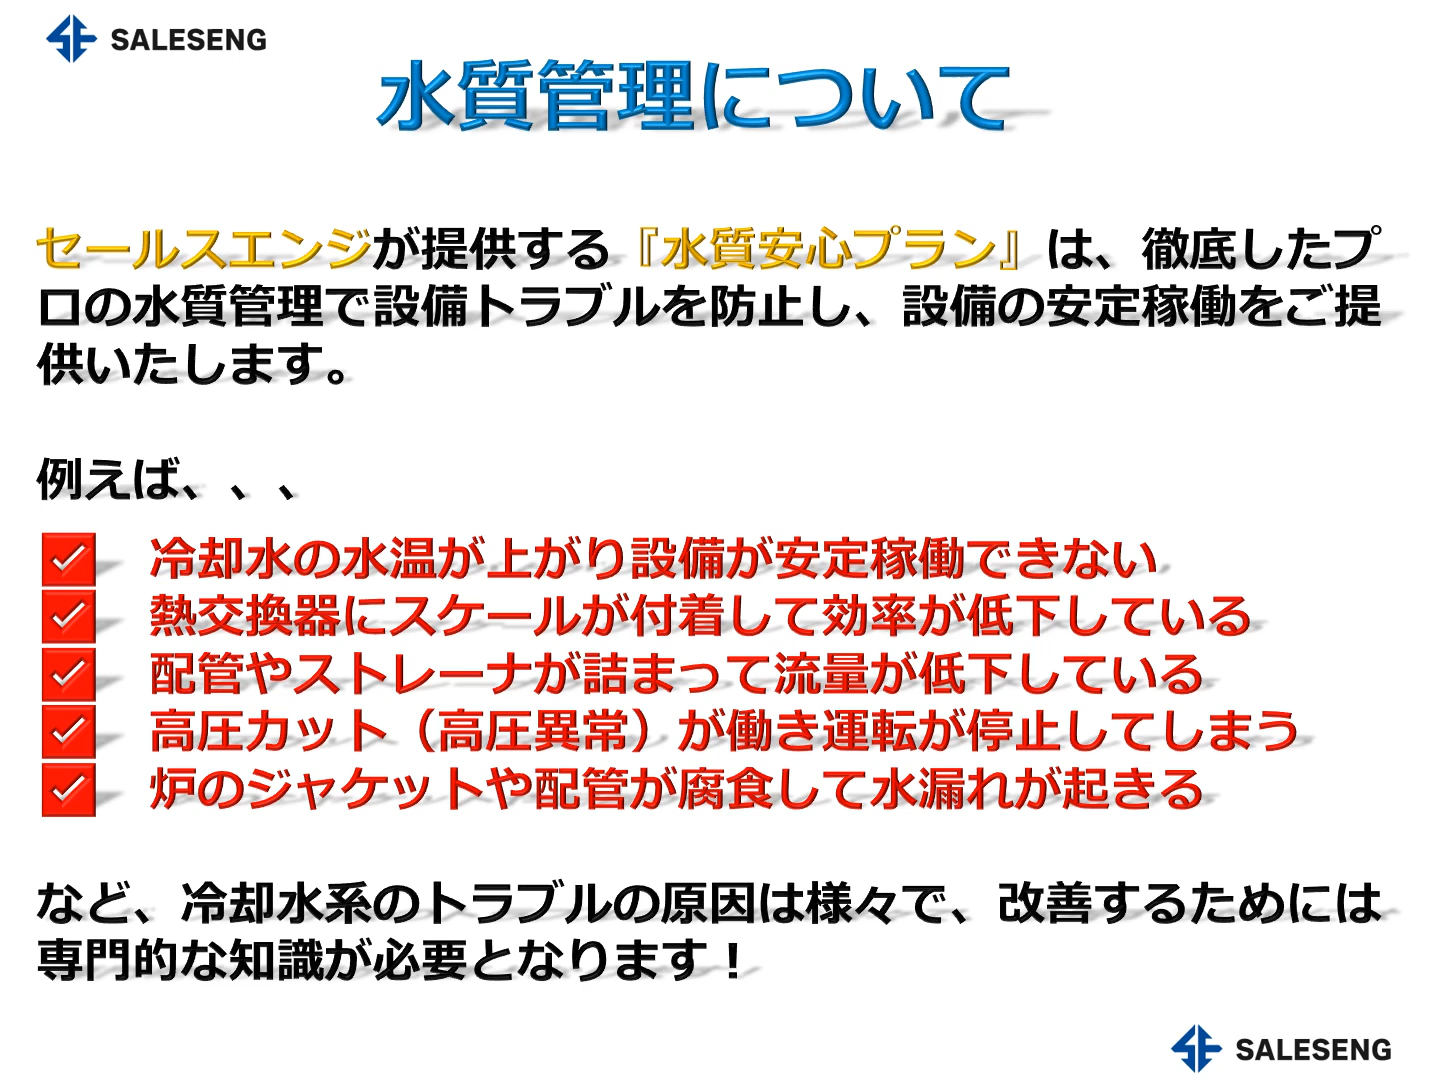 SALESENG
水質管理について
セールスエンジが提供する『水質安心プラン』は、徹底したプ
ロの水質管理で設備トラブルを防止し、設備の安定稼働をご提
供いたします。
例えば、、、
冷却水の水温が上がり設備が安定稼働できない
熱交換器にスケールが付着して効率が低下している
配管やストレーナが詰まって流量が低下している
高圧カット（高圧異常）が働き運転が停止してしまう
炉のジャケットや配管が腐食して水漏れが起きる
など、冷却水系のトラブルの原因は様々で、改善するためには
専門的な知識が必要となります！
SALESENG